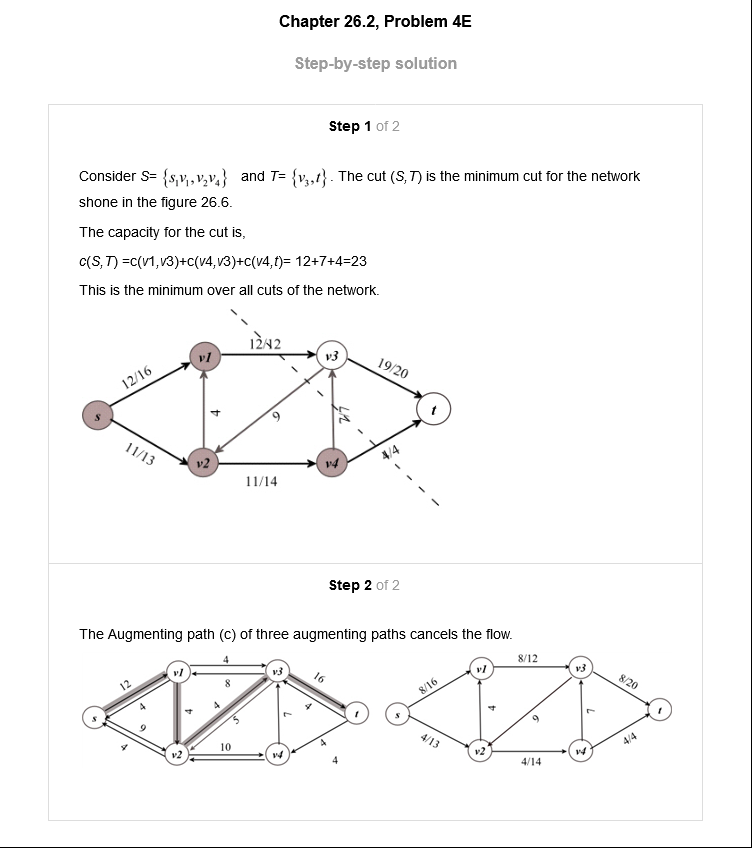 Chapter 26.2, Problem 4E
Step-by-step solution
Step 1 of 2
Consider S= {s₁v₁,v₂v₄} and T= {v₃,t}. The cut (S,T) is the minimum cut for the network
shone in the figure 26.6.
The capacity for the cut is,
c(S,T) =c(v1,v3)+c(v4,v3)+c(v4,t)= 12+7+4=23
This is the minimum over all cuts of the network.
12/12
v1
v3
12/16
19/20
s
4
9
7/7
t
11/13
v2
v4
4/4
11/14
Step 2 of 2
The Augmenting path (c) of three augmenting paths cancels the flow.
4
v1
v3
12
8
16
4
4
4
5
7
4
s
t
9
4
v2
10
v4
4
4
8/12
v1
v3
8/16
8/20
s
4
9
7
t
4/13
v2
v4
4/4
4/14